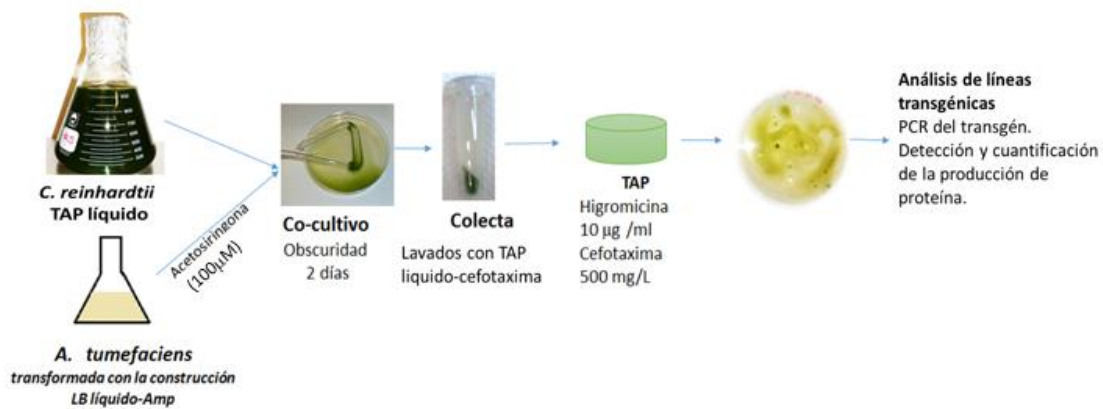 C. reinhardtii
TAP líquido
Acetosiringona
(100µM)
A. tumefaciens
transformada con la construcción
LB líquido-Amp
Co-cultivo
Obscuridad
2 días
Colecta
Lavados con TAP
liquido-cefotaxima
TAP
Higromicina
10 µg /ml
Cefotaxima
500 mg/L
Análisis de líneas
transgénicas
PCR del transgén.
Detección y cuantificación
de la producción de
proteína.